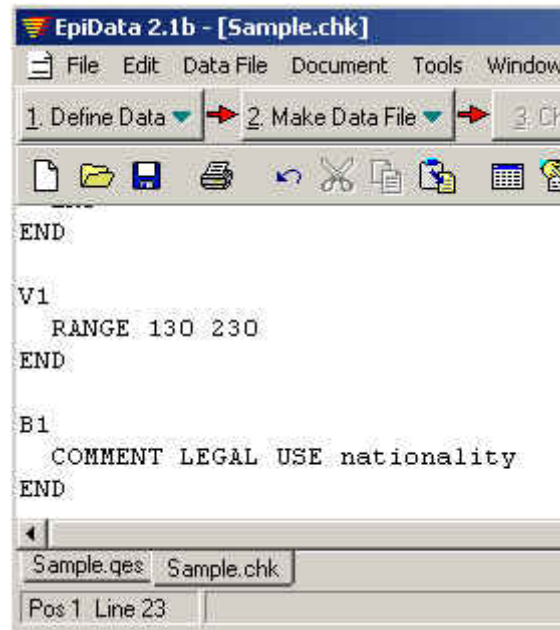 EpiData 2.1b - [Sample.chk]
File Edit Data File Document Tools Window
1. Define Data 2. Make Data File 3. Ch
END
V1
RANGE 130 230
END
B1
COMMENT LEGAL USE nationality
END
Sample.qes Sample.chk
Pos 1 Line 23